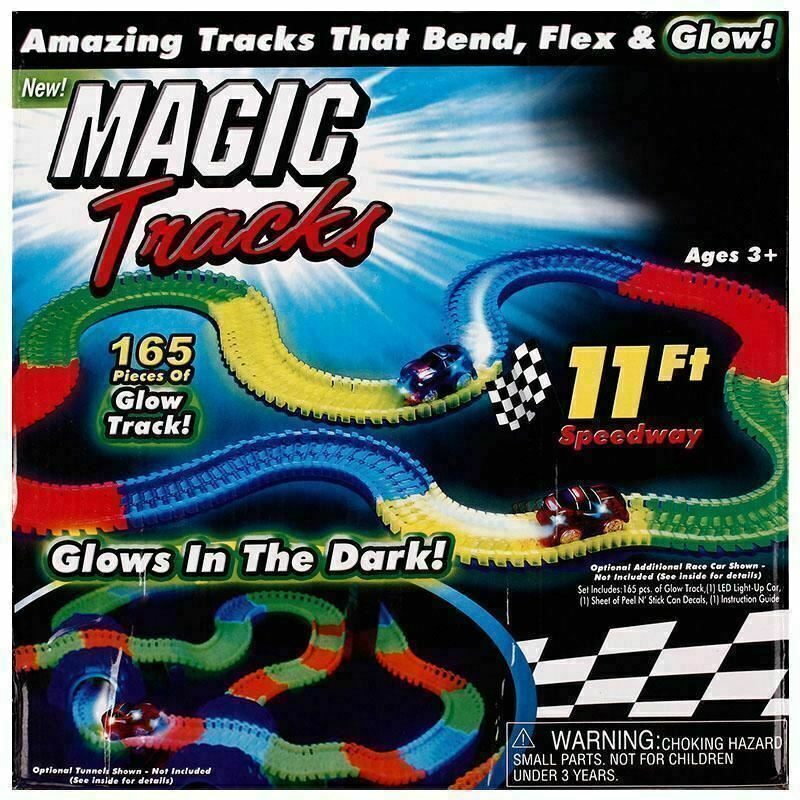 Amazing Tracks That Bend, Flex & Glow!
New!
MAGIC
Tracks
Ages 3+
165
Pieces Of
Glow
Track!
11 Ft
Speedway
Glows In The Dark!
Optional Additional Race Car Shown -
Not Included (See inside for details)
Set Includes:165 pcs. of Glow Track,(1) LED Light-Up Car,
(1) Sheet of Peel N' Stick Can Decals, (1) Instruction Guide
Optional Tunnels Shown - Not Included
(See inside for details)
WARNING:CHOKING HAZARD
SMALL PARTS. NOT FOR CHILDREN
UNDER 3 YEARS.